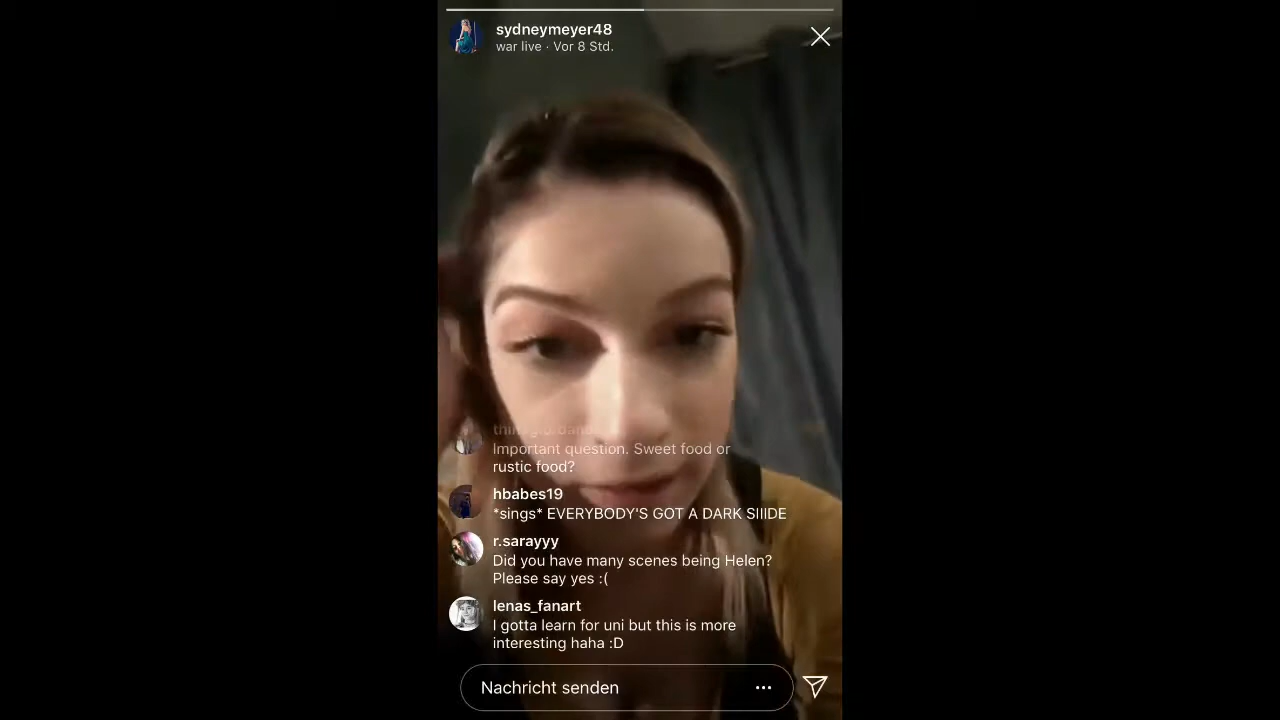 sydneymeyer48
war live · Vor 8 Std.
Important question. Sweet food or
rustic food?
hbabes19
*sings* EVERYBODY'S GOT A DARK SIIIDE
r.sarayyy
Did you have many scenes being Helen?
Please say yes :(
lenas_fanart
I gotta learn for uni but this is more
interesting haha :D
Nachricht senden